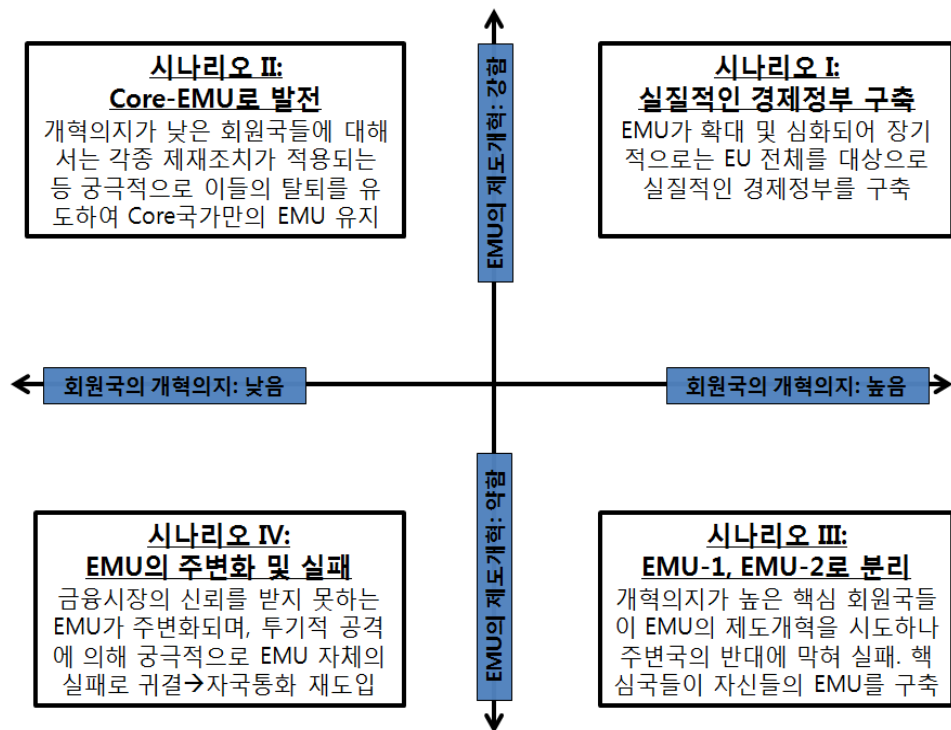 시나리오 II:
Core-EMU로 발전
개혁의지가 낮은 회원국들에 대해
서는 각종 제재조치가 적용되는
등 궁극적으로 이들의 탈퇴를 유
도하여 Core국가만의 EMU 유지
EMU의 제도개혁: 강함
시나리오 I:
실질적인 경제정부 구축
EMU가 확대 및 심화되어 장기
적으로는 EU 전체를 대상으로
실질적인 경제정부를 구축
회원국의 개혁의지: 낮음
회원국의 개혁의지: 높음
시나리오 IV:
EMU의 주변화 및 실패
금융시장의 신뢰를 받지 못하는
EMU가 주변화되며, 투기적 공격
에 의해 궁극적으로 EMU 자체의
실패로 귀결→자국통화 재도입
EMU의 제도개혁: 약함
시나리오 III:
EMU-1, EMU-2로 분리
개혁의지가 높은 핵심 회원국들
이 EMU의 제도개혁을 시도하나
주변국의 반대에 막혀 실패. 핵
심국들이 자신들의 EMU를 구축